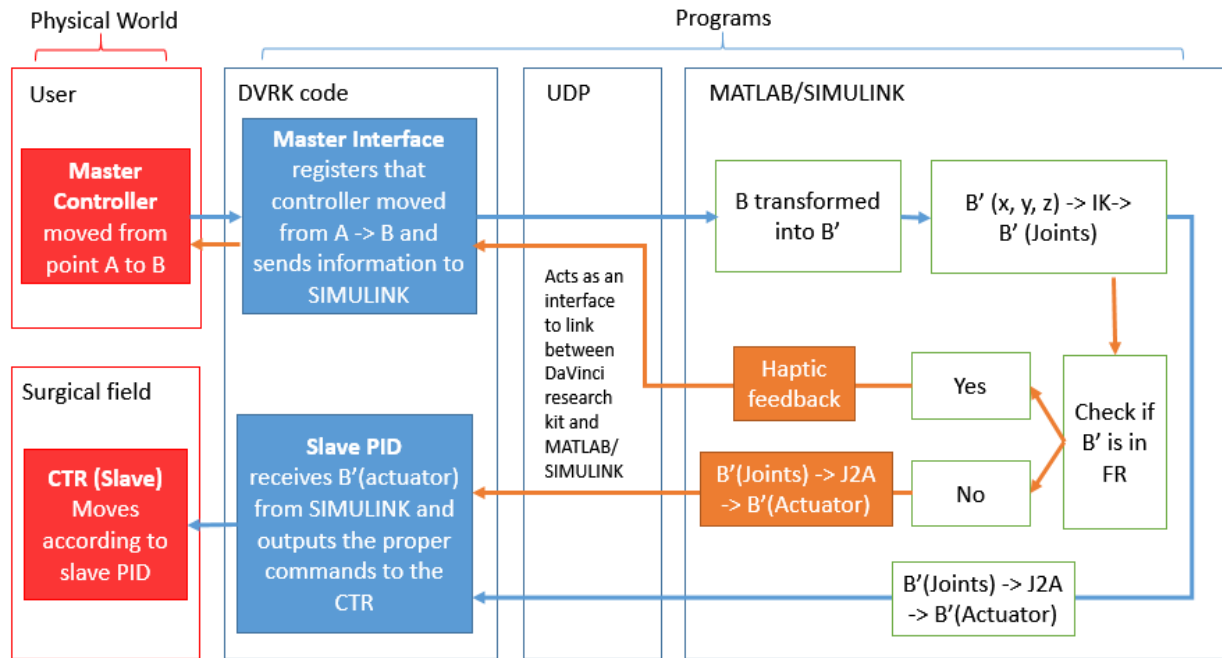 Physical World
Programs
User
DVRK code
UDP
MATLAB/SIMULINK
Master
Controller
moved from
point A to B
Master Interface
registers that
controller moved
from A -> B and
sends information to
SIMULINK
B transformed
into B’
B’ (x, y, z) -> IK->
B’ (Joints)
Acts as an
interface
to link
between
DaVinci
research
kit and
MATLAB/
SIMULINK
Haptic
feedback
Yes
Check if
B’ is in
FR
B’(Joints) -> J2A
-> B’(Actuator)
No
Surgical field
CTR (Slave)
Moves
according to
slave PID
Slave PID
receives B’(actuator)
from SIMULINK and
outputs the proper
commands to the
CTR
B’(Joints) -> J2A
-> B’(Actuator)